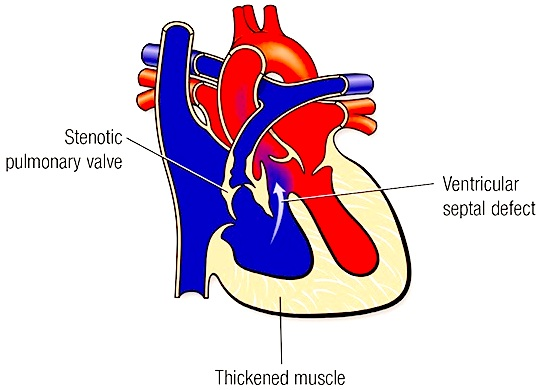 Stenotic
pulmonary valve
Ventricular
septal defect
Thickened muscle